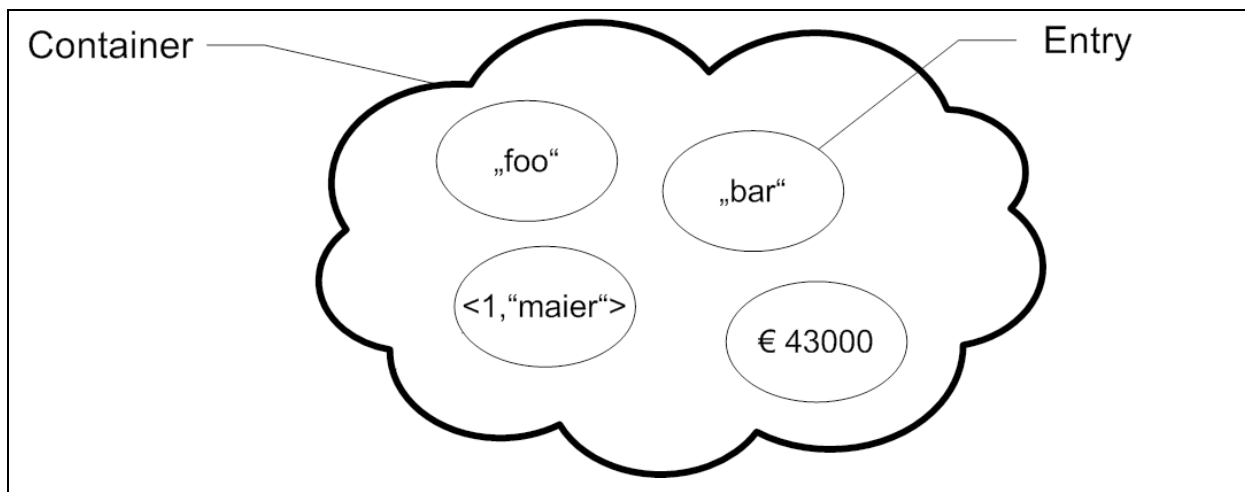 Container
Entry
„foo“
„bar“
<1,“maier“>
€ 43000